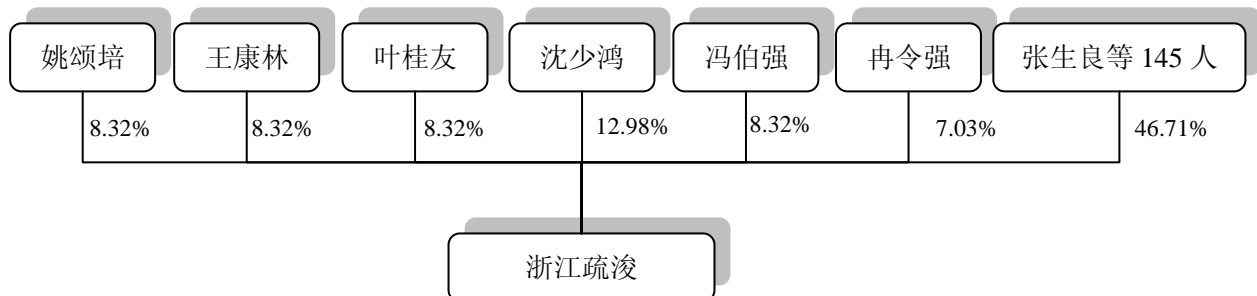 姚颂培
王康林
叶桂友
沈少鸿
冯伯强
冉令强
张生良等 145 人
8.32%
8.32%
8.32%
12.98%
8.32%
7.03%
46.71%
浙江疏浚